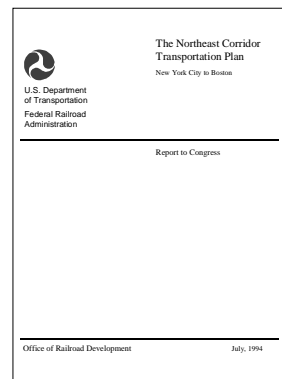 The Northeast Corridor
Transportation Plan
New York City to Boston
U.S. Department
of Transportation
Federal Railroad
Administration
Report to Congress
Office of Railroad Development July, 1994